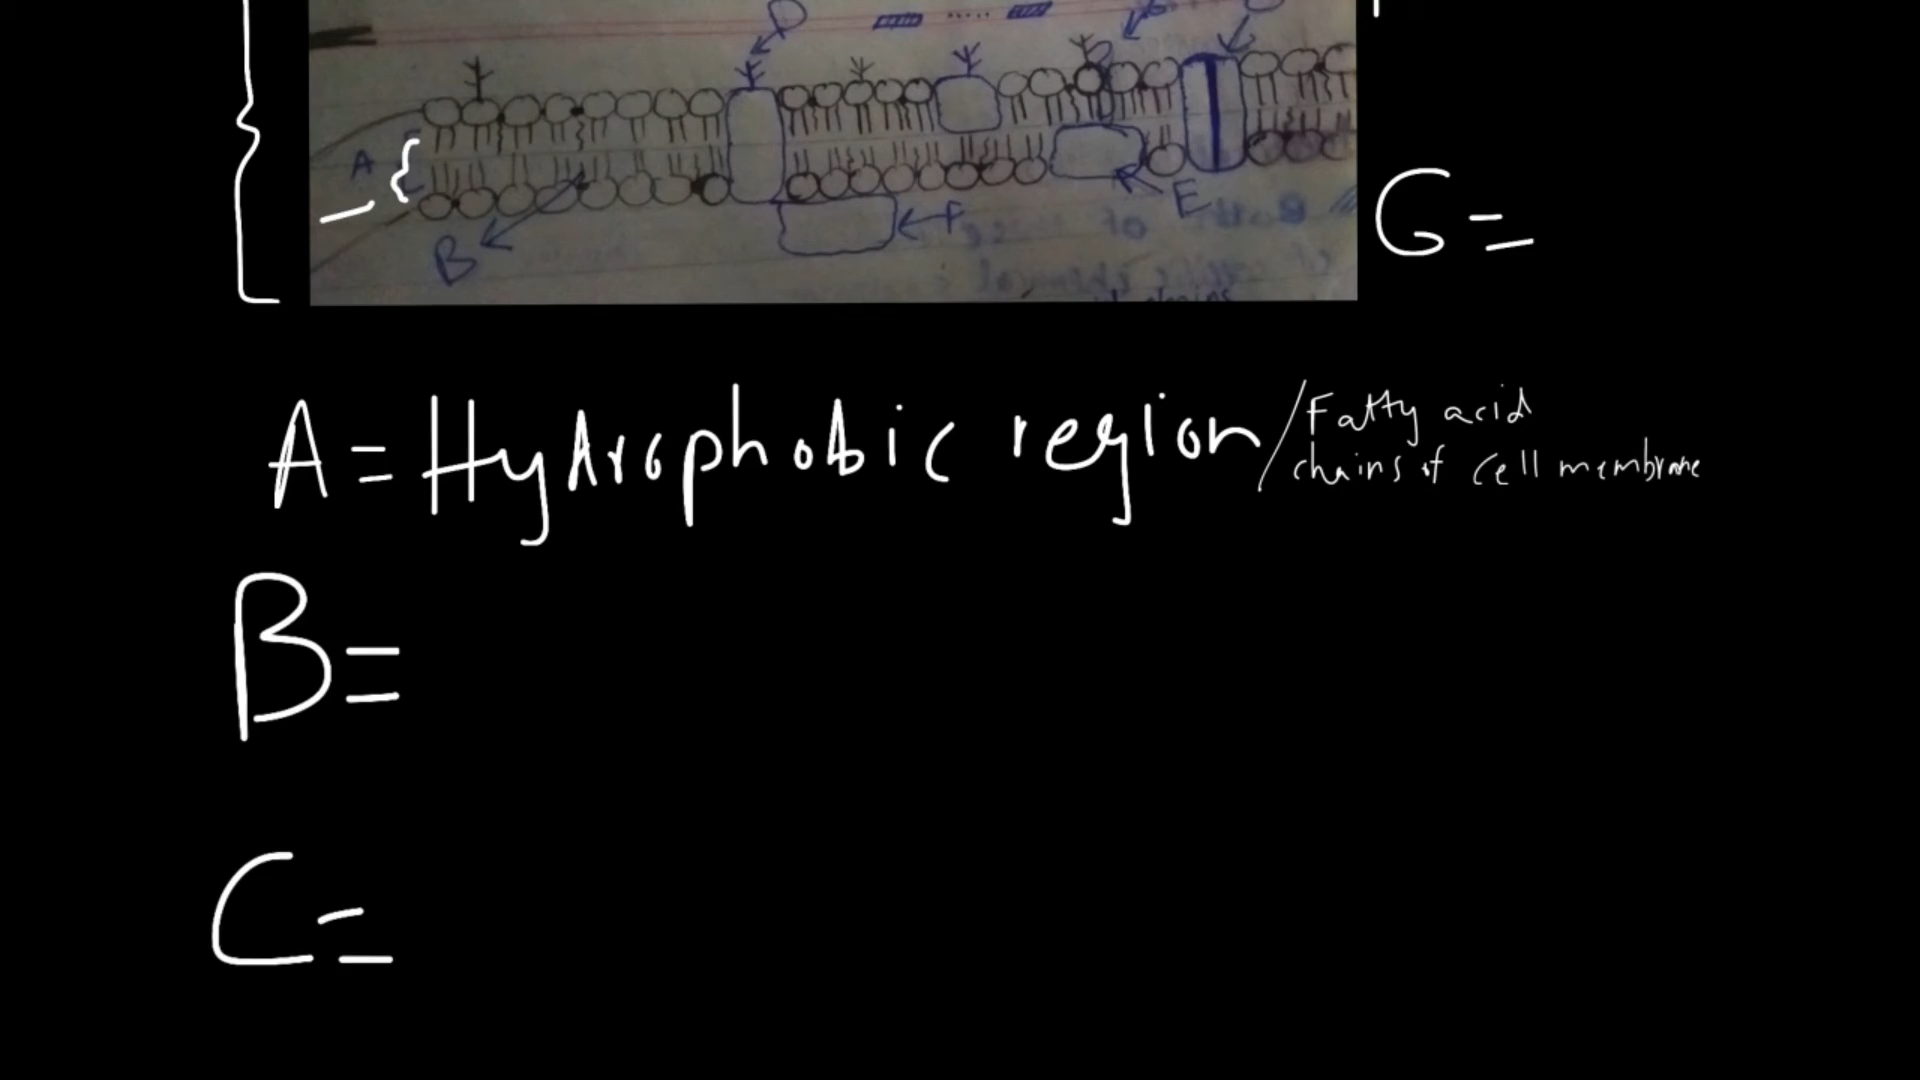 D
A
E
B
F
G=
A= Hydrophobic region/Fatty acid
chains of cell membrane
B=
C=